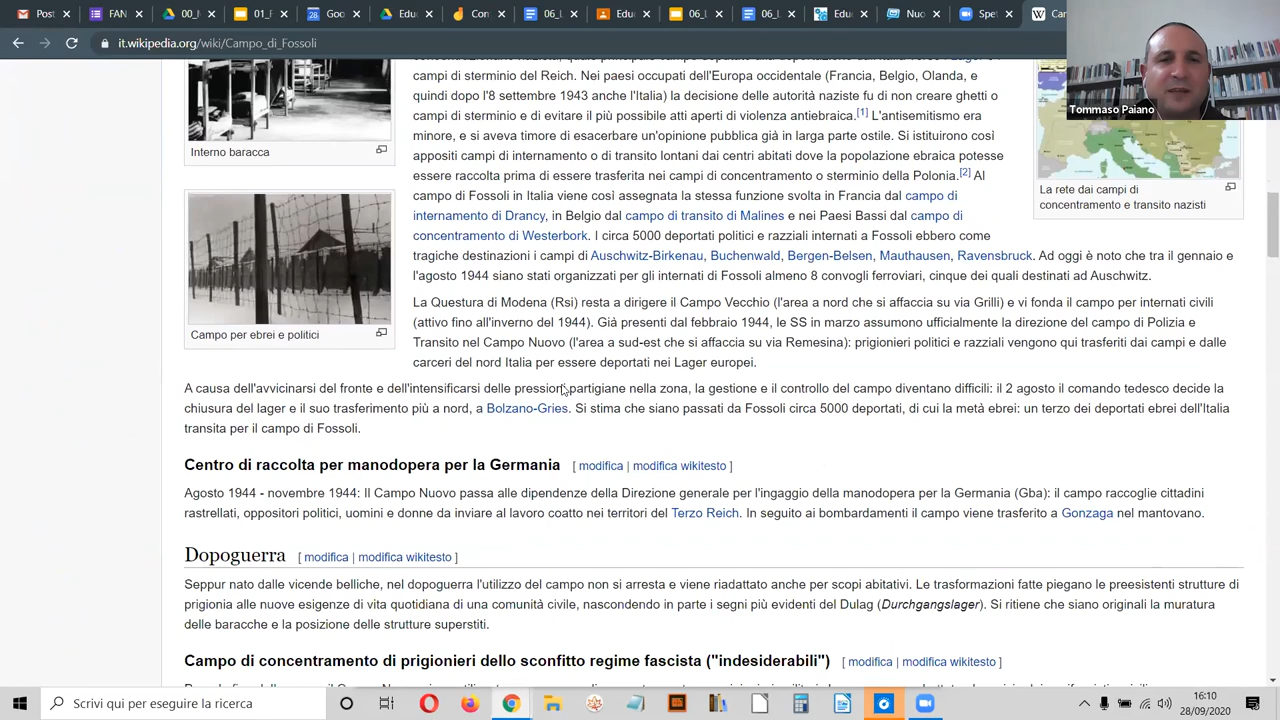 Post
FAN
00_I
01_F
28 Goo
Edu
Con
06_L
Edu
06_L
06_L
Edu
Nuo
Spet
it.wikipedia.org/wiki/Campo_di_Fossoli
Tommaso Paiano
campi di sterminio del Reich. Nei paesi occupati dell'Europa occidentale (Francia, Belgio, Olanda, e
quindi dopo l'8 settembre 1943 anche l'Italia) la decisione delle autorità naziste fu di non creare ghetti o
campi di sterminio e di evitare il più possibile atti aperti di violenza antiebraica.[1] L'antisemitismo era
minore, e si aveva timore di esacerbare un'opinione pubblica già in larga parte ostile. Si istituirono così
appositi campi di internamento o di transito lontani dai centri abitati dove la popolazione ebraica potesse
essere raccolta prima di essere trasferita nei campi di concentramento o sterminio della Polonia.[2] Al
campo di Fossoli in Italia viene così assegnata la stessa funzione svolta in Francia dal campo di
internamento di Drancy, in Belgio dal campo di transito di Malines e nei Paesi Bassi dal campo di
concentramento di Westerbork. I circa 5000 deportati politici e razziali internati a Fossoli ebbero come
tragiche destinazioni i campi di Auschwitz-Birkenau, Buchenwald, Bergen-Belsen, Mauthausen, Ravensbruck. Ad oggi è noto che tra il gennaio e
l'agosto 1944 siano stati organizzati per gli internati di Fossoli almeno 8 convogli ferroviari, cinque dei quali destinati ad Auschwitz.
Interno baracca
La rete dai campi di
concentramento e transito nazisti
La Questura di Modena (Rsi) resta a dirigere il Campo Vecchio (l'area a nord che si affaccia su via Grilli) e vi fonda il campo per internati civili
(attivo fino all'inverno del 1944). Già presenti dal febbraio 1944, le SS in marzo assumono ufficialmente la direzione del campo di Polizia e
Transito nel Campo Nuovo (l'area a sud-est che si affaccia su via Remesina): prigionieri politici e razziali vengono qui trasferiti dai campi e dalle
carceri del nord Italia per essere deportati nei Lager europei.
Campo per ebrei e politici
A causa dell'avvicinarsi del fronte e dell'intensificarsi delle pressioni partigiane nella zona, la gestione e il controllo del campo diventano difficili: il 2 agosto il comando tedesco decide la
chiusura del lager e il suo trasferimento più a nord, a Bolzano-Gries. Si stima che siano passati da Fossoli circa 5000 deportati, di cui la metà ebrei: un terzo dei deportati ebrei dell'Italia
transita per il campo di Fossoli.
Centro di raccolta per manodopera per la Germania [ modifica | modifica wikitesto ]
Agosto 1944 - novembre 1944: Il Campo Nuovo passa alle dipendenze della Direzione generale per l'ingaggio della manodopera per la Germania (Gba): il campo raccoglie cittadini
rastrellati, oppositori politici, uomini e donne da inviare al lavoro coatto nei territori del Terzo Reich. In seguito ai bombardamenti il campo viene trasferito a Gonzaga nel mantovano.
Dopoguerra [ modifica | modifica wikitesto ]
Seppur nato dalle vicende belliche, nel dopoguerra l'utilizzo del campo non si arresta e viene riadattato anche per scopi abitativi. Le trasformazioni fatte piegano le preesistenti strutture di
prigionia alle nuove esigenze di vita quotidiana di una comunità civile, nascondendo in parte i segni più evidenti del Dulag (Durchgangslager). Si ritiene che siano originali la muratura
delle baracche e la posizione delle strutture superstiti.
Campo di concentramento di prigionieri dello sconfitto regime fascista ("indesiderabili") [ modifica | modifica wikitesto ]
Scrivi qui per eseguire la ricerca
16:10
28/09/2020